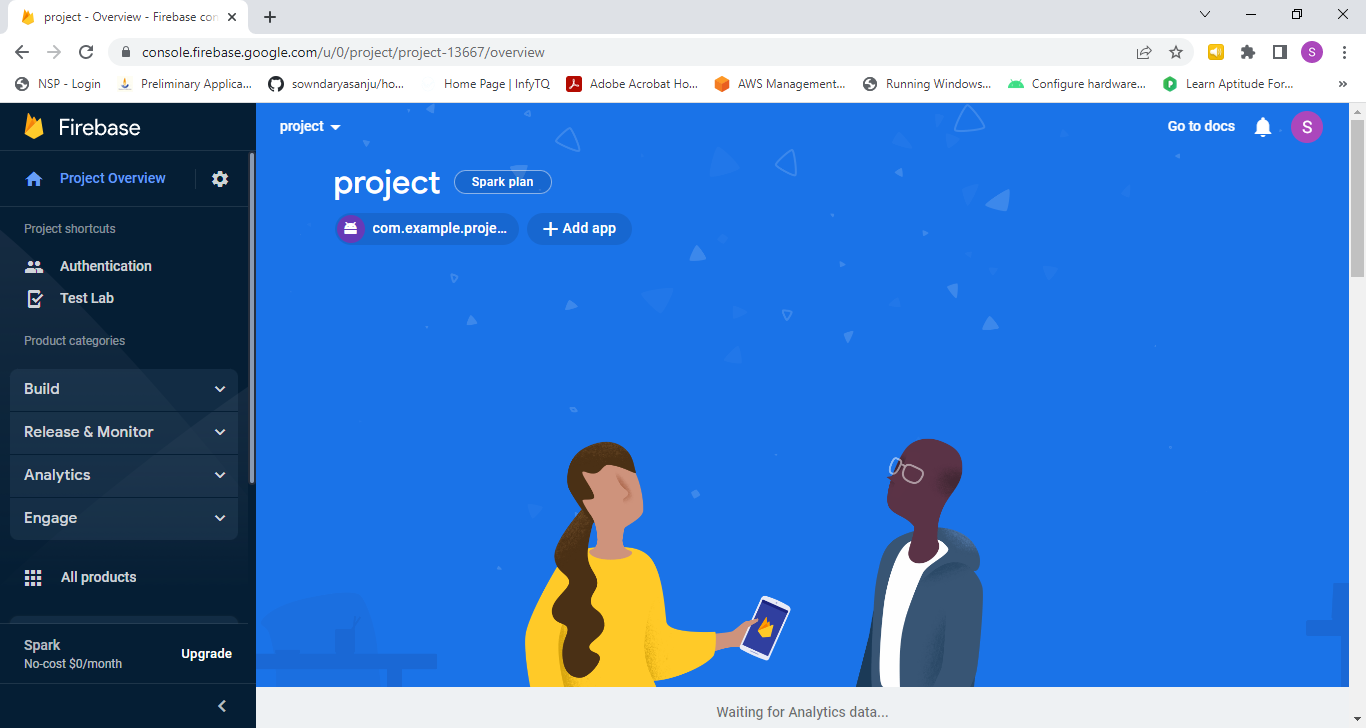 project - Overview - Firebase con
console.firebase.google.com/u/0/project/project-13667/overview
S
NSP - Login
Preliminary Applica...
sowndaryasanju/ho...
Home Page | InfyTQ
Adobe Acrobat Ho...
AWS Management...
Running Windows...
Configure hardware...
Learn Aptitude For...
»
Firebase
project
Go to docs
S
Project Overview
project
Spark plan
com.example.proje...
+ Add app
Project shortcuts
Authentication
Test Lab
Product categories
Build
Release & Monitor
Analytics
Engage
All products
Spark
No-cost $0/month
Upgrade
Waiting for Analytics data...